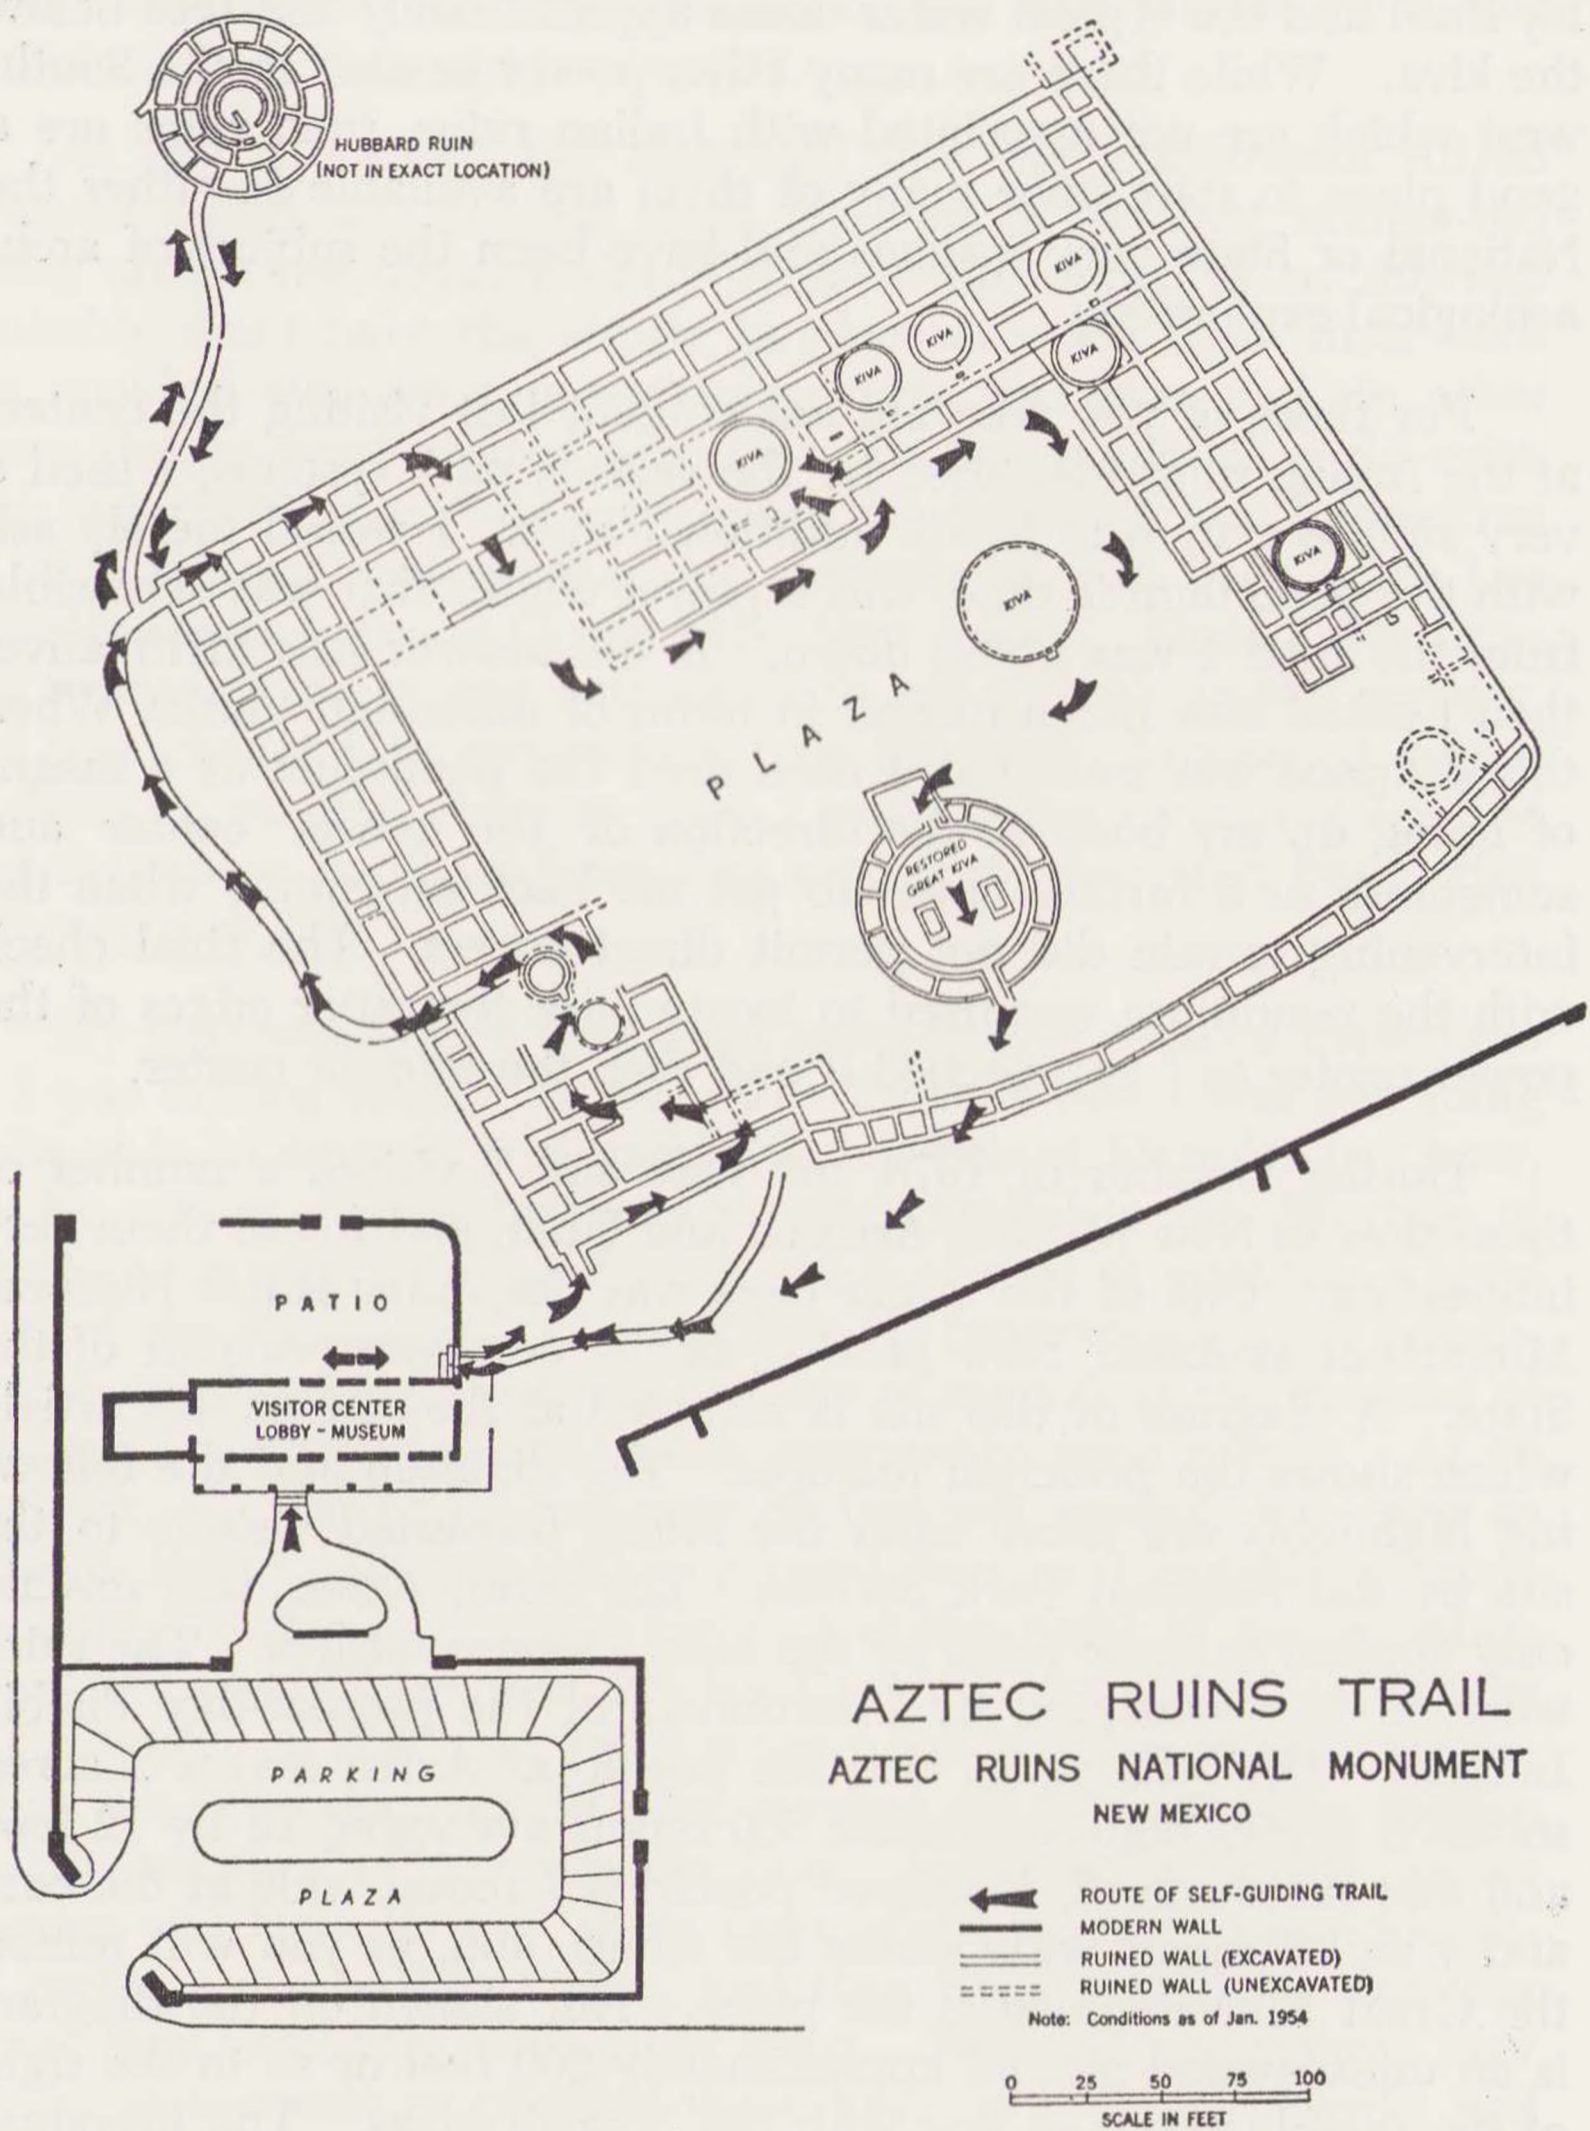 HUBBARD RUIN
(NOT IN EXACT LOCATION)
KIVA
KIVA
KIVA
KIVA
KIVA
KIVA
KIVA
PLAZA
RESTORED
GREAT KIVA
PATIO
VISITOR CENTER
LOBBY - MUSEUM
PARKING
PLAZA
AZTEC RUINS TRAIL
AZTEC RUINS NATIONAL MONUMENT
NEW MEXICO
ROUTE OF SELF-GUIDING TRAIL
MODERN WALL
RUINED WALL (EXCAVATED)
RUINED WALL (UNEXCAVATED)
Note: Conditions as of Jan. 1954
0 25 50 75 100
SCALE IN FEET